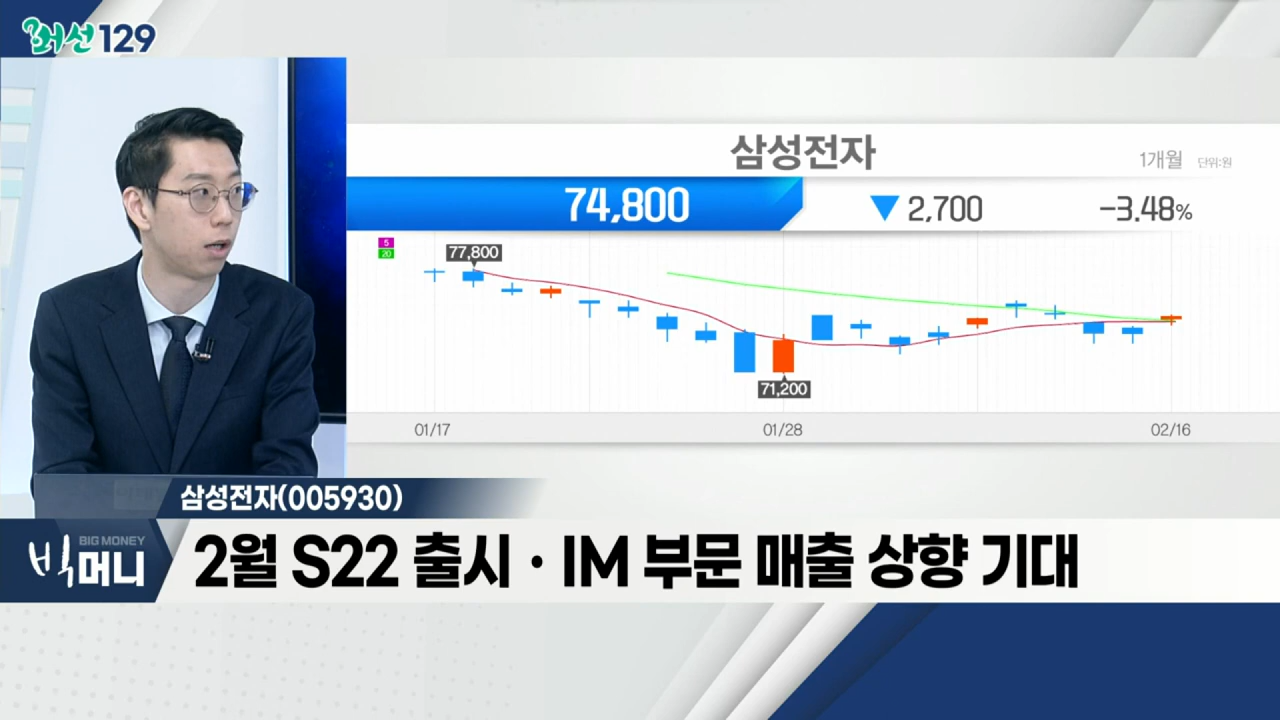 머선129
삼성전자
1개월 단위:원
74,800 ▼ 2,700 -3.48%
5
20
77,800
71,200
01/17 01/28 02/16
삼성전자(005930)
BIG MONEY
빅머니
2월 S22 출시·IM 부문 매출 상향 기대